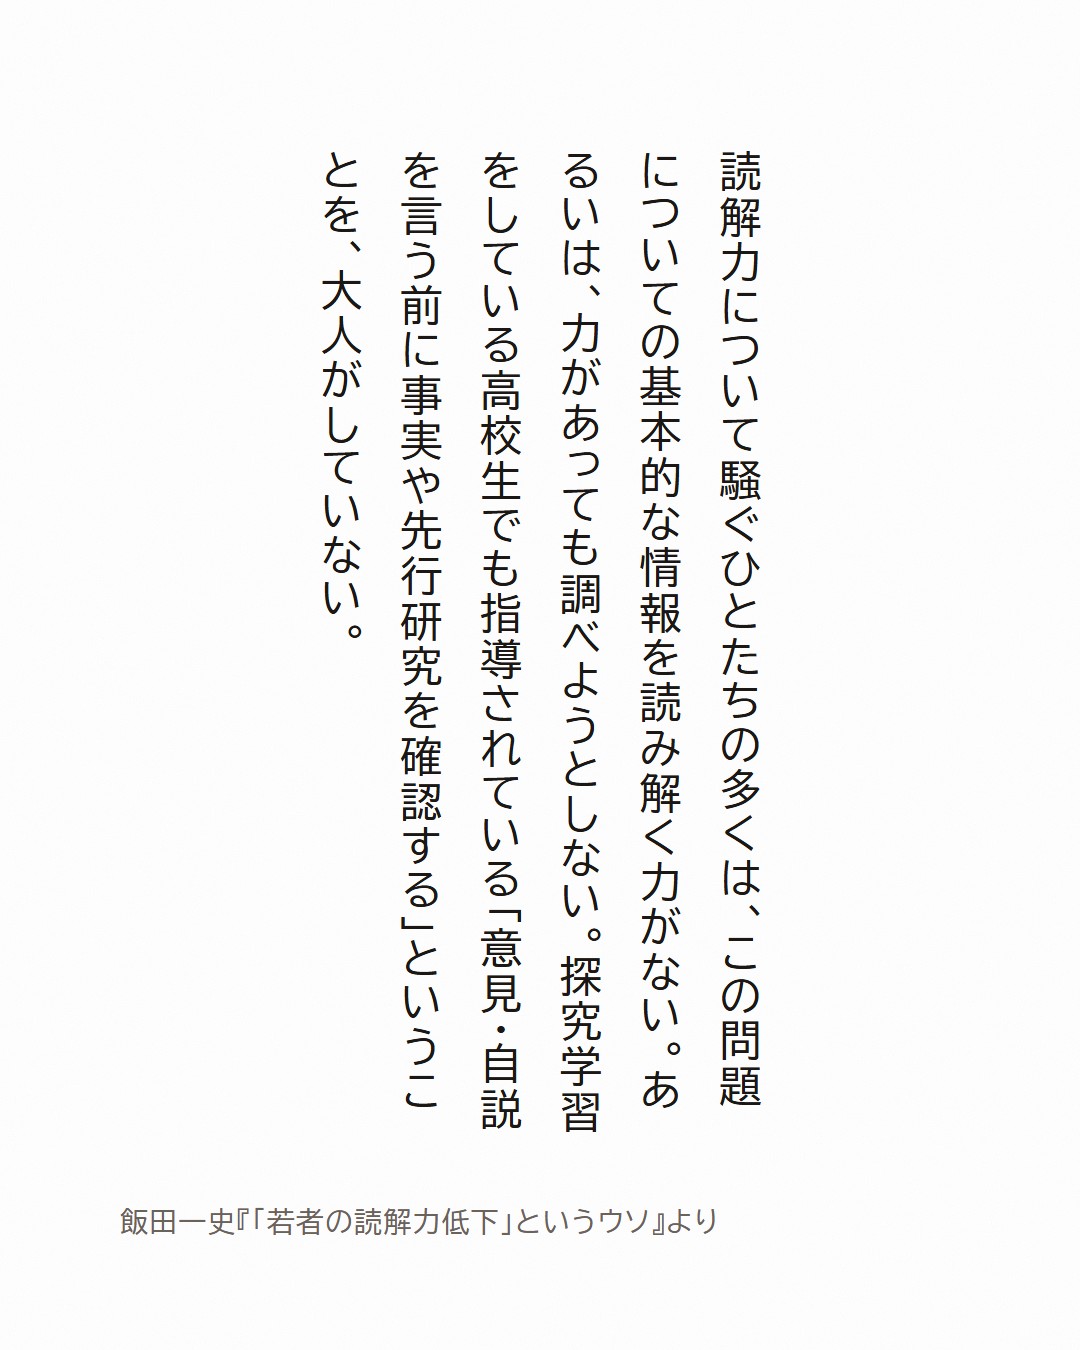 読解力について騒ぐひとたちの多くは、この問題
についての基本的な情報を読み解く力がない。あ
るいは、力があっても調べようとしない。探究学習
をしている高校生でも指導されている「意見・自説
を言う前に事実や先行研究を確認する」というこ
とを、大人がしていない。
飯田一史『「若者の読解力低下」というウソ』より